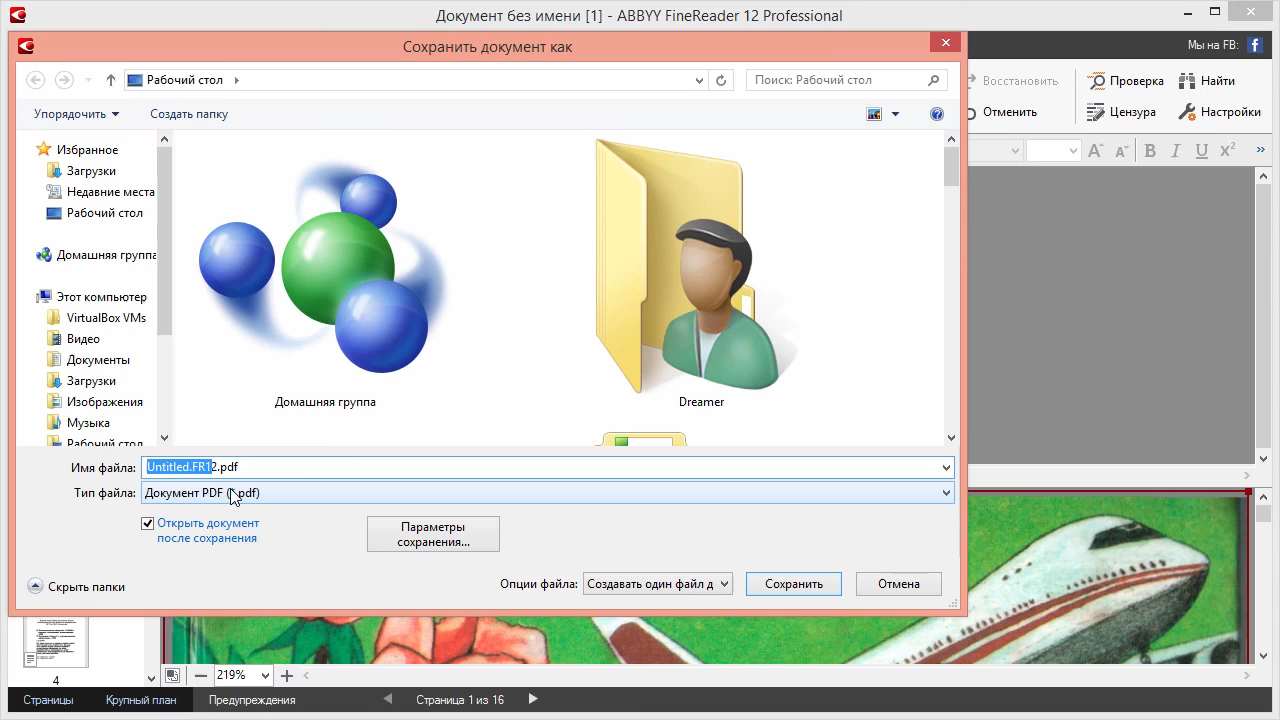 Документ без имени [1] - ABBYY FineReader 12 Professional
Сохранить документ как
Мы на FB:
Рабочий стол
Поиск: Рабочий стол
Восстановить
Проверка
Найти
Упорядочить
Создать папку
Отменить
Цензура
Настройки
Избранное
Загрузки
Недавние места
Рабочий стол
Домашняя группа
Этот компьютер
VirtualBox VMs
Видео
Документы
Загрузки
Изображения
Музыка
Рабочий стол
Домашняя группа
Dreamer
Имя файла: Untitled.FR12.pdf
Тип файла: Документ PDF (*.pdf)
Открыть документ
после сохранения
Параметры
сохранения...
Скрыть папки
Опции файла: Создавать один файл д
Сохранить
Отмена
4
219%
Страницы
Крупный план
Предупреждения
Страница 1 из 16